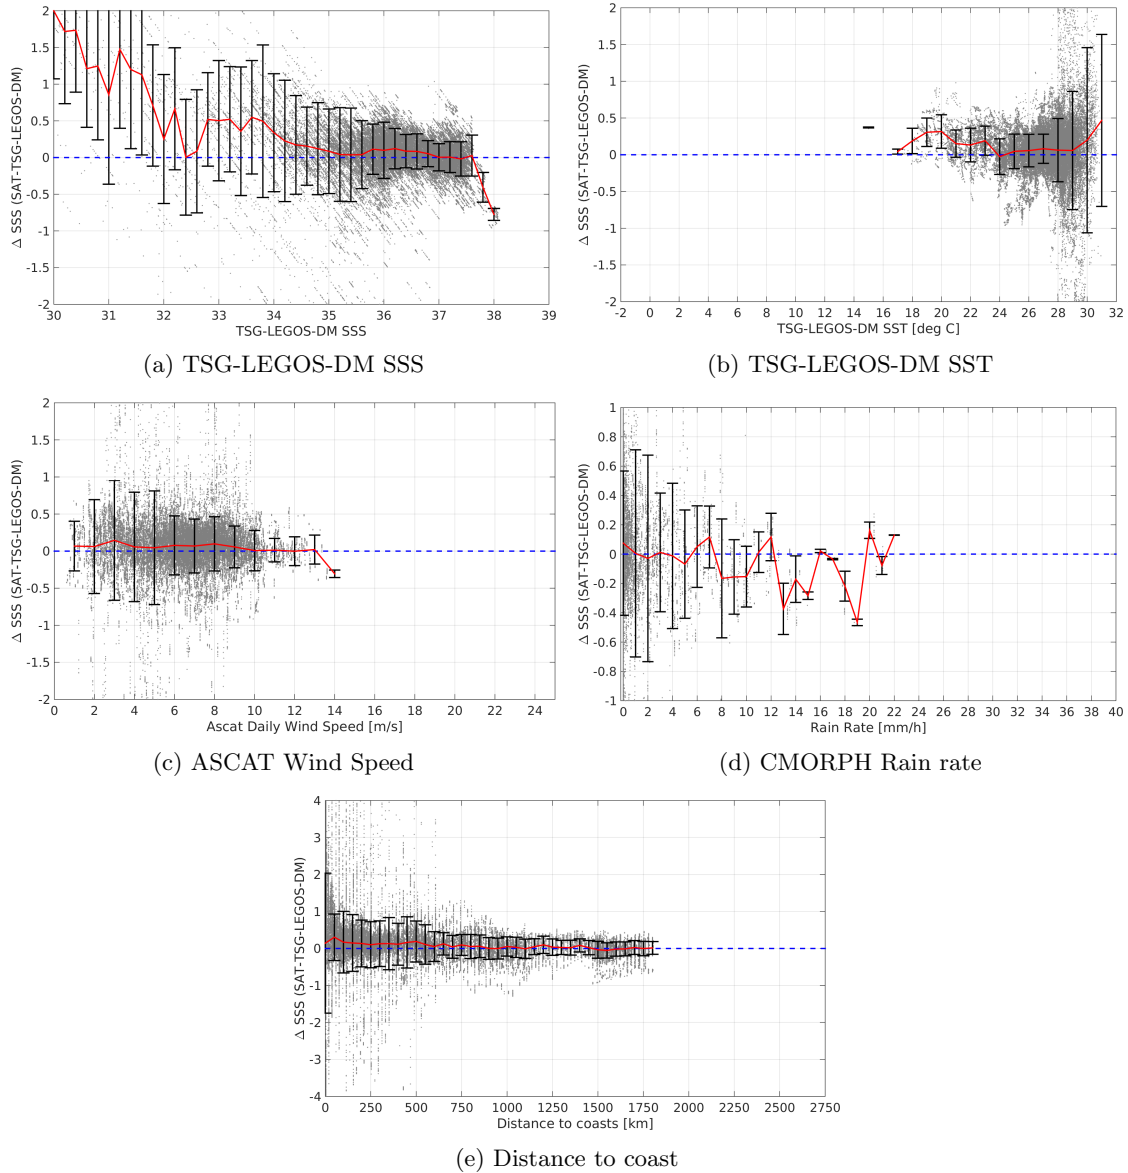 2
1.5
1
0.5
0
-0.5
-1
-1.5
-2
Δ SSS (SAT-TSG-LEGOS-DM)
30 31 32 33 34 35 36 37 38 39
TSG-LEGOS-DM SSS
(a) TSG-LEGOS-DM SSS
2
1.5
1
0.5
0
-0.5
-1
-1.5
-2
Δ SSS (SAT-TSG-LEGOS-DM)
-2 0 2 4 6 8 10 12 14 16 18 20 22 24 26 28 30 32
TSG-LEGOS-DM SST [deg C]
(b) TSG-LEGOS-DM SST
2
1.5
1
0.5
0
-0.5
-1
-1.5
-2
Δ SSS (SAT-TSG-LEGOS-DM)
0 2 4 6 8 10 12 14 16 18 20 22 24
Ascat Daily Wind Speed [m/s]
(c) ASCAT Wind Speed
1
0.8
0.6
0.4
0.2
0
-0.2
-0.4
-0.6
-0.8
-1
Δ SSS (SAT-TSG-LEGOS-DM)
0 2 4 6 8 10 12 14 16 18 20 22 24 26 28 30 32 34 36 38 40
Rain Rate [mm/h]
(d) CMORPH Rain rate
4
3
2
1
0
-1
-2
-3
-4
Δ SSS (SAT-TSG-LEGOS-DM)
0 250 500 750 1000 1250 1500 1750 2000 2250 2500 2750
Distance to coasts [km]
(e) Distance to coast